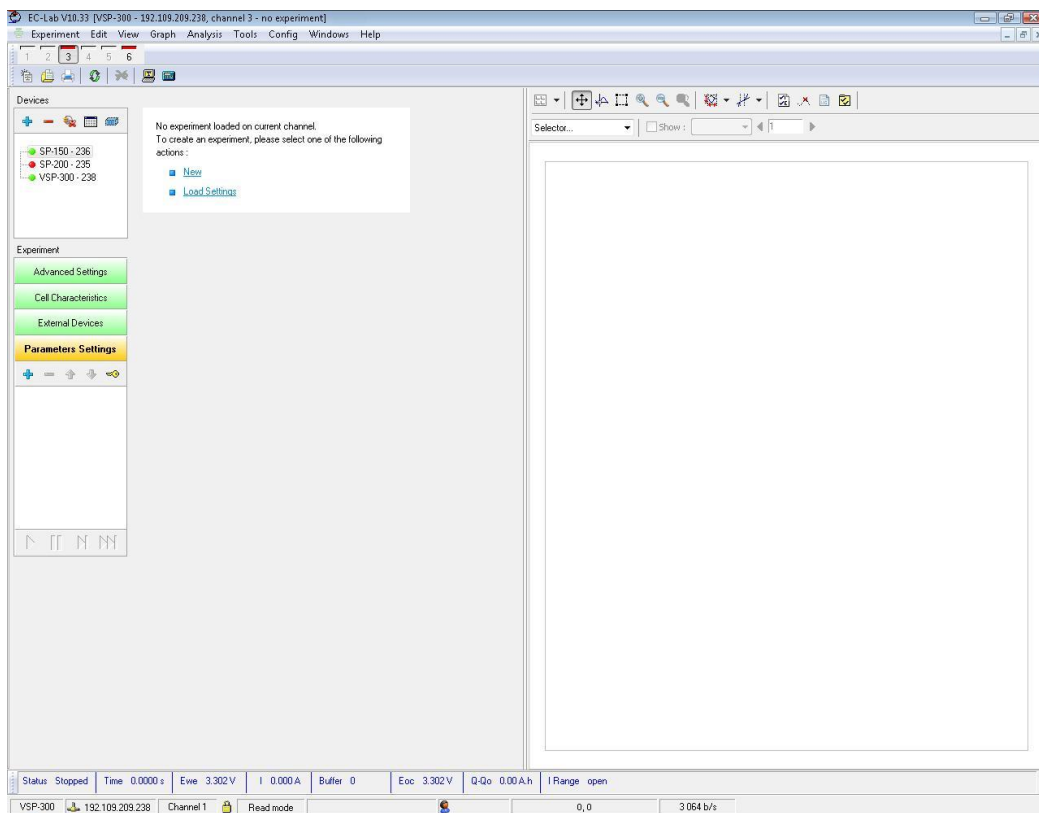 EC-Lab V10.33 [VSP-300 - 192.109.209.238, channel 3 - no experiment]
Experiment Edit View Graph Analysis Tools Config Windows Help
1 2 3 4 5 6
Devices
SP-150 - 236
SP-200 - 235
VSP-300 - 238
No experiment loaded on current channel.
To create an experiment, please select one of the following
actions :
New
Load Settings
Selector... Show : 1
Experiment
Advanced Settings
Cell Characteristics
External Devices
Parameters Settings
Status Stopped Time 0.0000 s Ewe 3.302 V I 0.000 A Buffer 0 Eoc 3.302 V Q-Qo 0.00 A.h I Range open
VSP-300 192.109.209.238 Channel 1 Read mode 0, 0 3 064 b/s